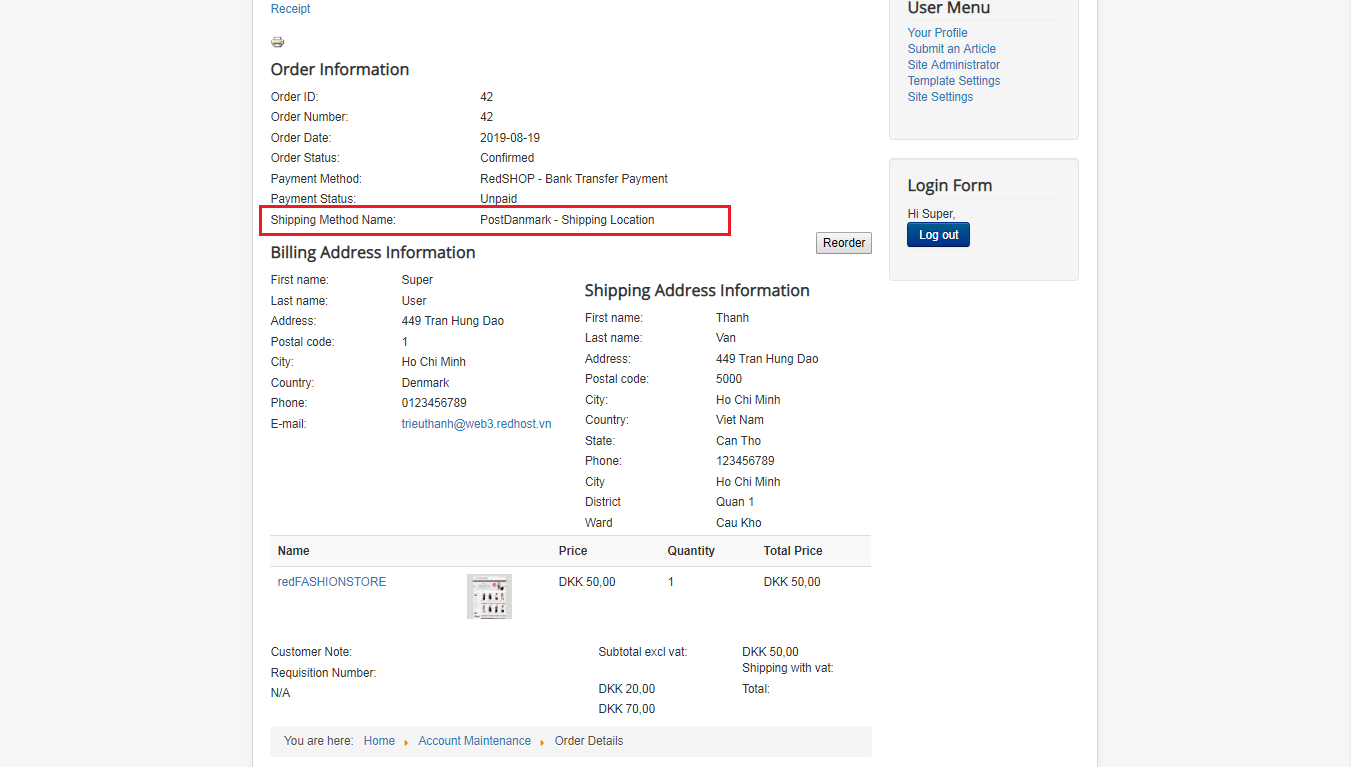 Receipt
Order Information
Order ID: 42
Order Number: 42
Order Date: 2019-08-19
Order Status: Confirmed
Payment Method: RedSHOP - Bank Transfer Payment
Payment Status: Unpaid
Shipping Method Name: PostDanmark - Shipping Location
Reorder
Billing Address Information
First name: Super
Last name: User
Address: 449 Tran Hung Dao
Postal code: 1
City: Ho Chi Minh
Country: Denmark
Phone: 0123456789
E-mail: trieuthanh@web3.redhost.vn
Shipping Address Information
First name: Thanh
Last name: Van
Address: 449 Tran Hung Dao
Postal code: 5000
City: Ho Chi Minh
Country: Viet Nam
State: Can Tho
Phone: 123456789
City Ho Chi Minh
District Quan 1
Ward Cau Kho
Name Price Quantity Total Price
redFASHIONSTORE DKK 50,00 1 DKK 50,00
Customer Note:
Requisition Number:
N/A
Subtotal excl vat: DKK 50,00
Shipping with vat:
DKK 20,00 Total:
DKK 70,00
You are here: Home Account Maintenance Order Details
User Menu
Your Profile
Submit an Article
Site Administrator
Template Settings
Site Settings
Login Form
Hi Super,
Log out